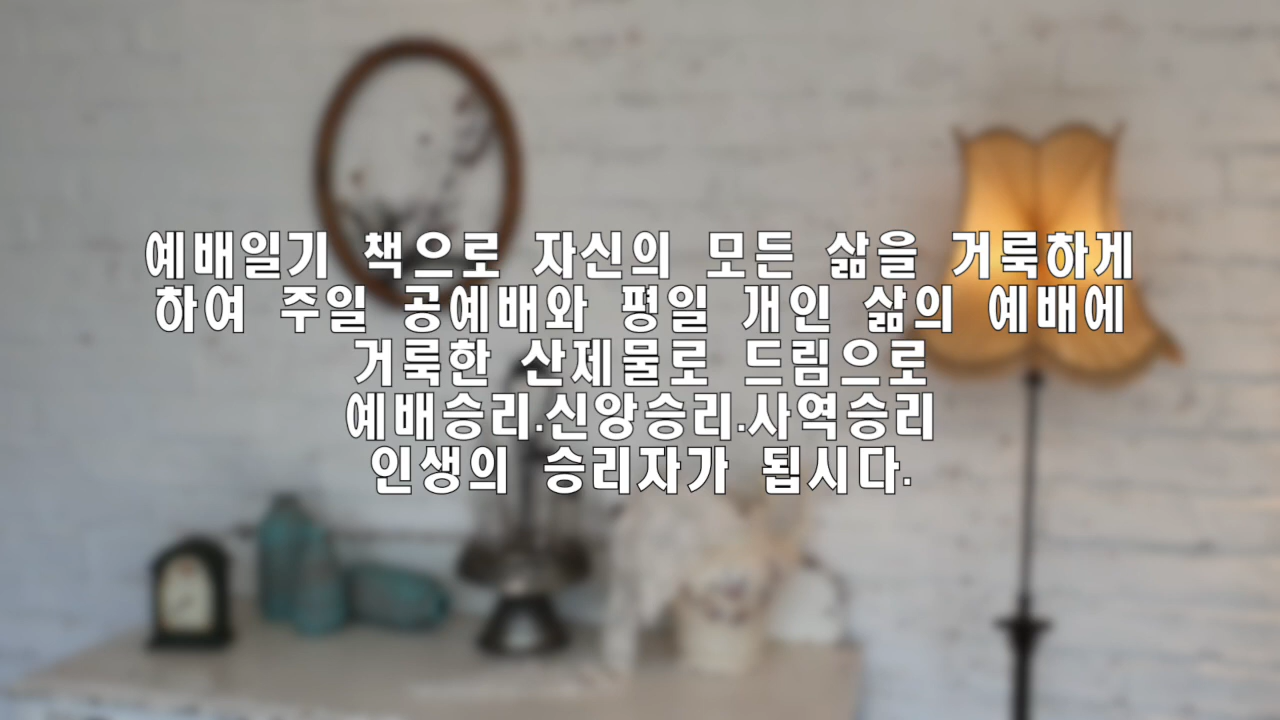 예배일기 책으로 자신의 모든 삶을 거룩하게
하여 주일 공예배와 평일 개인 삶의 예배에
거룩한 산제물로 드림으로
예배승리.신앙승리.사역승리
인생의 승리자가 됩시다.